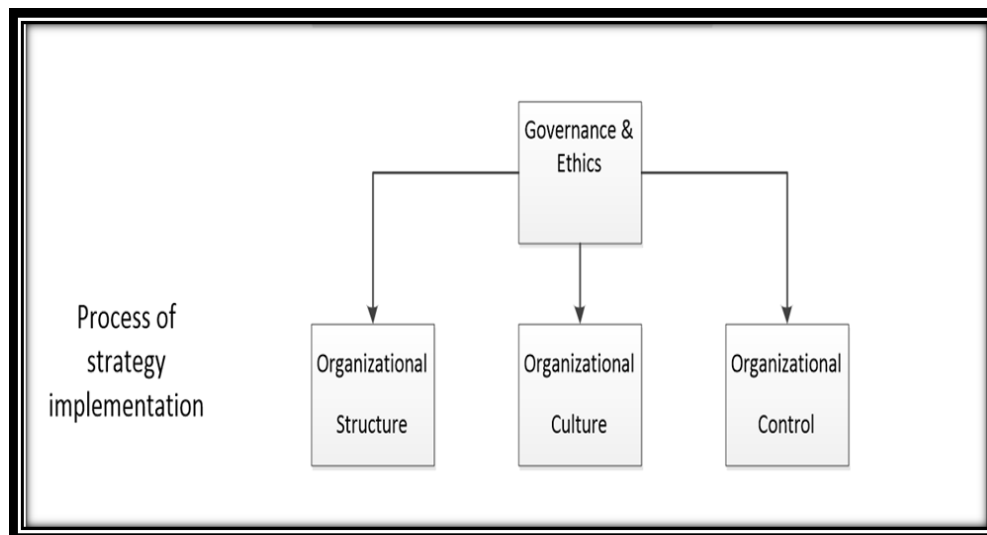 Governance &
Ethics
Process of
strategy
implementation
Organizational
Structure
Organizational
Culture
Organizational
Control